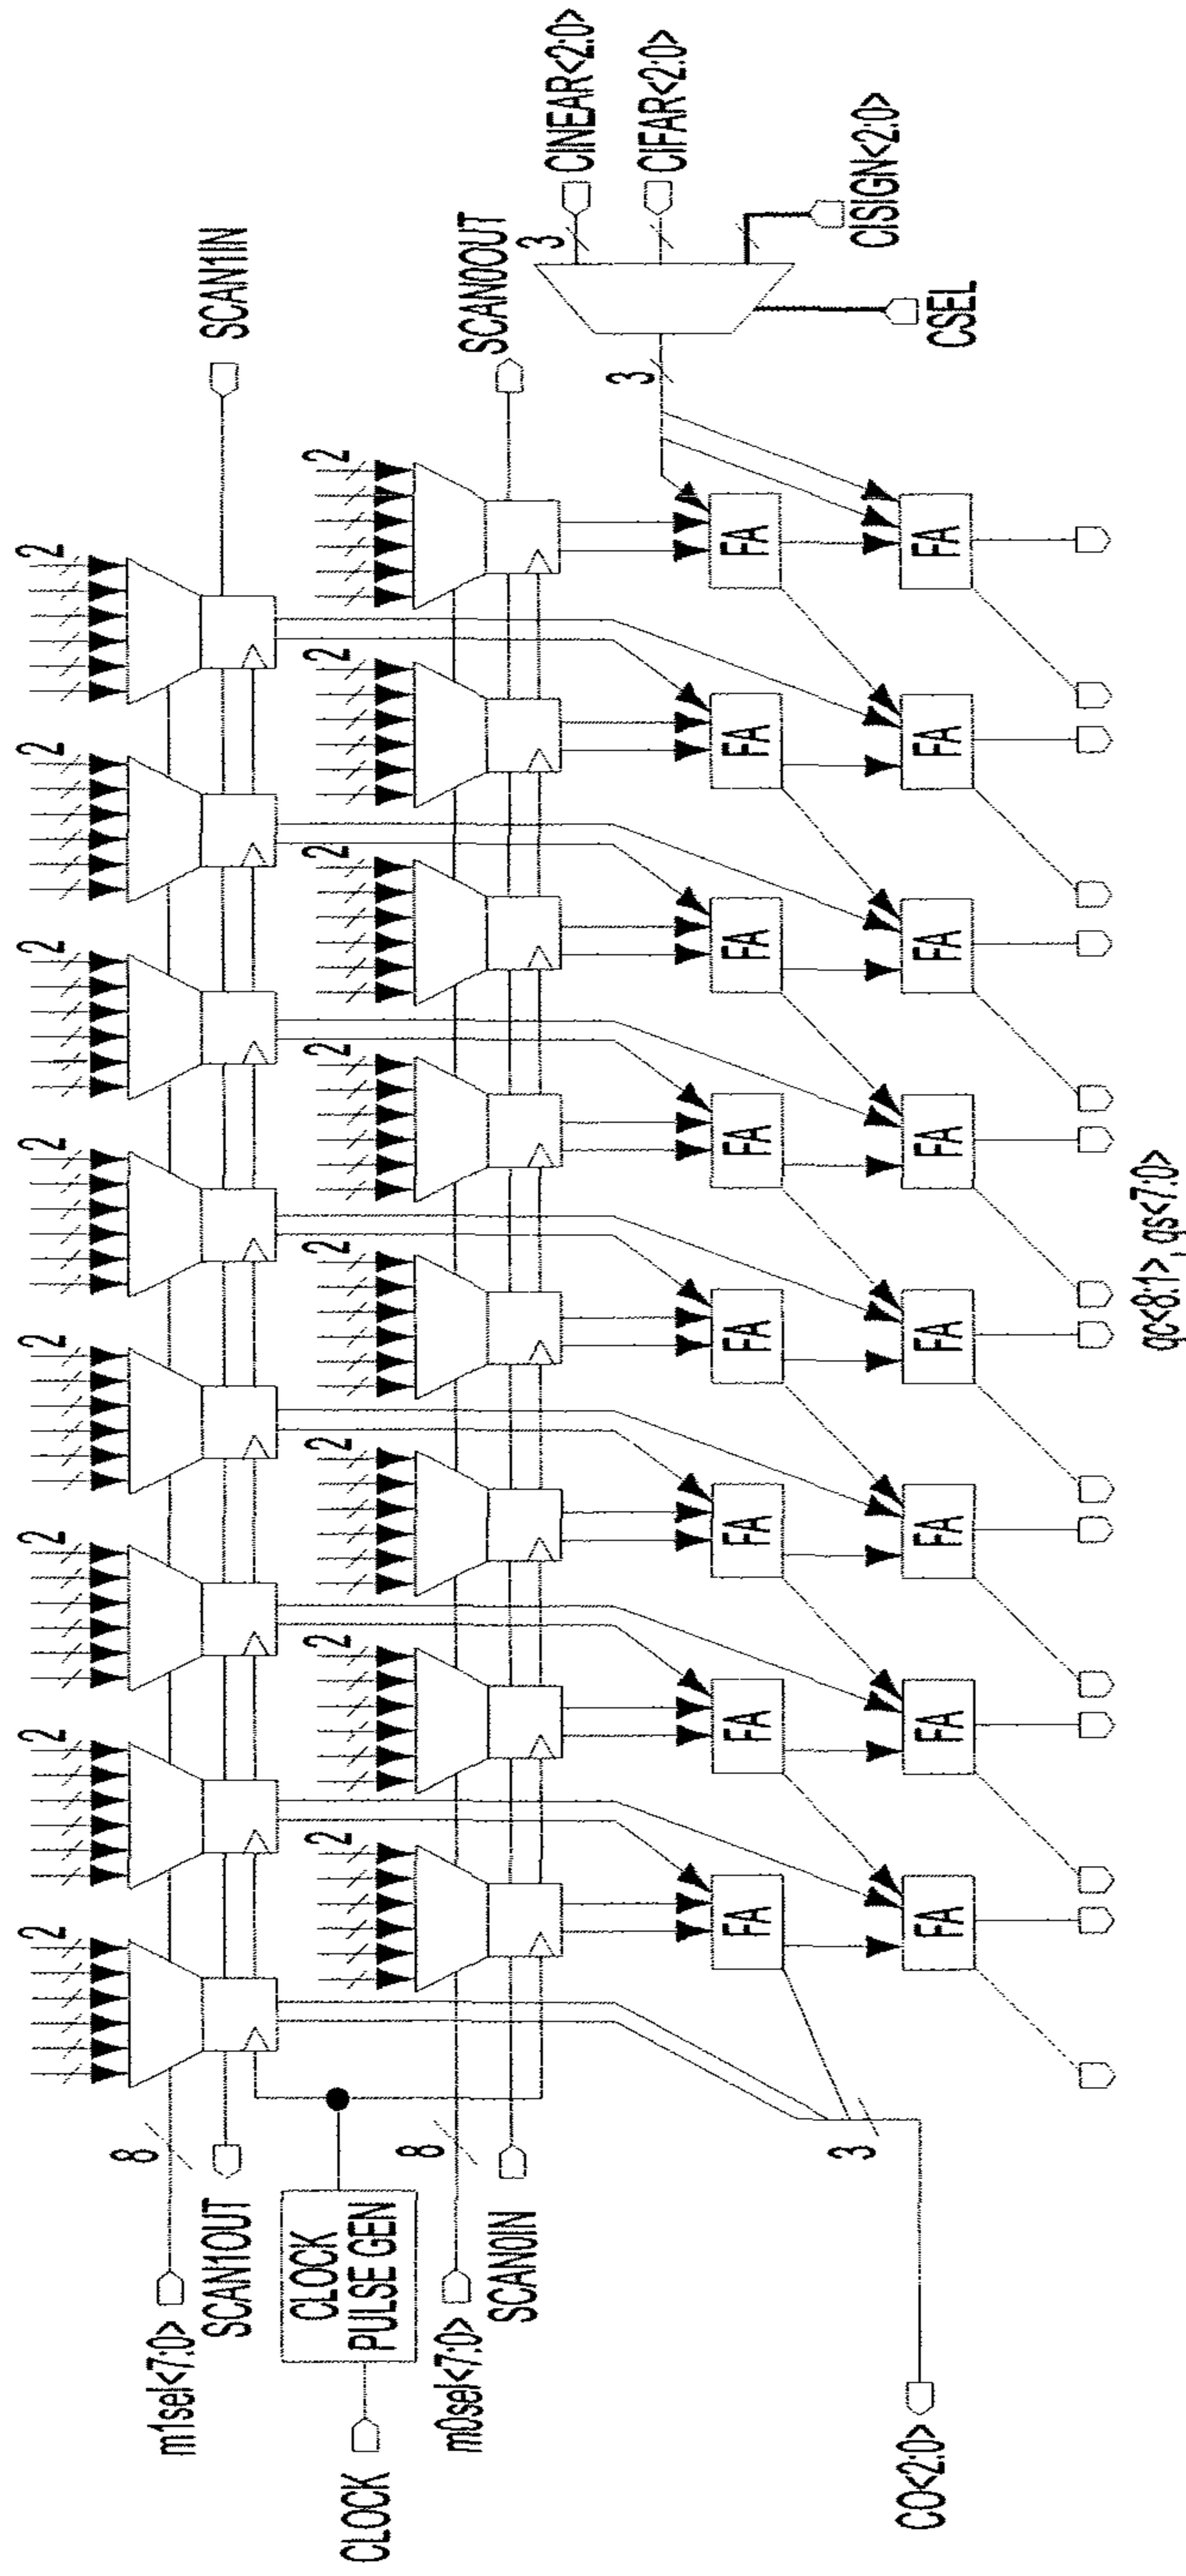 2
2
2
2
2
2
2
2
8
m1sel<7:0>
SCAN1OUT
SCAN1IN
CLOCK
PULSE GEN
2
2
2
2
2
2
2
2
CLOCK
8
m0sel<7:0>
SCAN0IN
SCAN0OUT
3
CINEAR<2:0>
3
CIFAR<2:0>
FA
FA
FA
FA
FA
FA
FA
FA
3
CISIGN<2:0>
CO<2:0>
FA
FA
FA
FA
FA
FA
FA
FA
CSEL
qc<8:1>, qs<7:0>